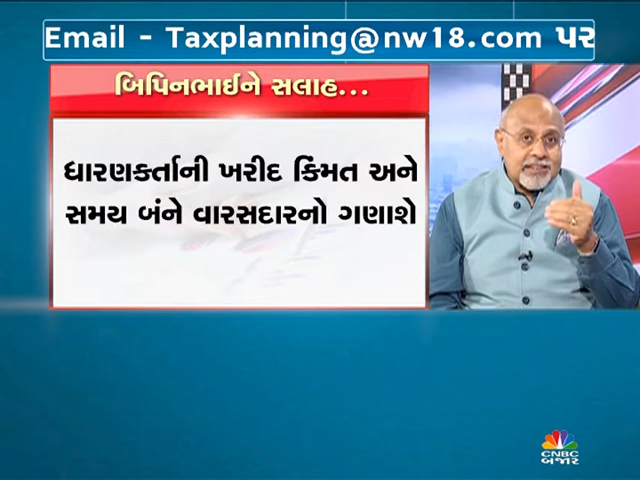 Email - Taxplanning@nw18.com પર
બિપિનભાઈને સલાહ...
ધારણકર્તાની ખરીદ કિંમત અને
સમય બંને વારસદારનો ગણાશે
CNBC
બજાર